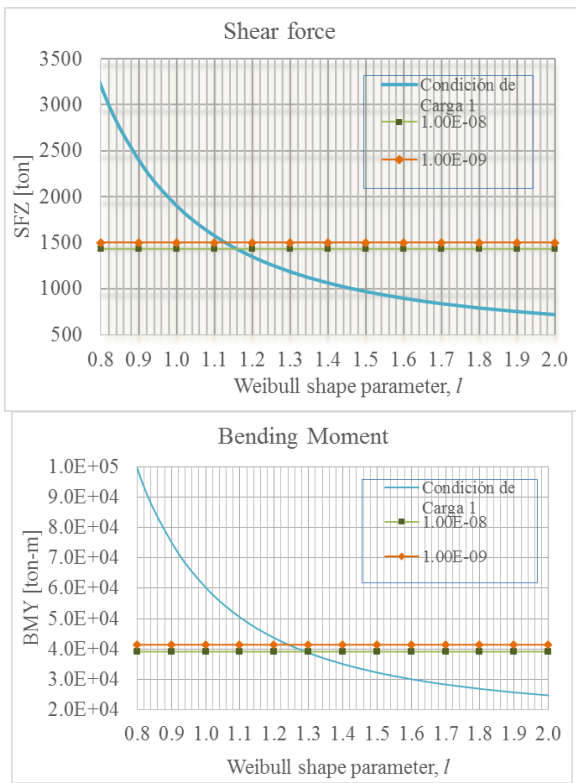 Shear force
3500
3000
2500
2000
1500
1000
500
SFZ [ton]
Condición de
Carga 1
1.00E-08
1.00E-09
0.8 0.9 1.0 1.1 1.2 1.3 1.4 1.5 1.6 1.7 1.8 1.9 2.0
Weibull shape parameter, l
Bending Moment
1.0E+05
9.0E+04
8.0E+04
7.0E+04
6.0E+04
5.0E+04
4.0E+04
3.0E+04
2.0E+04
BMY [ton-m]
Condición de
Carga 1
1.00E-08
1.00E-09
0.8 0.9 1.0 1.1 1.2 1.3 1.4 1.5 1.6 1.7 1.8 1.9 2.0
Weibull shape parameter, l